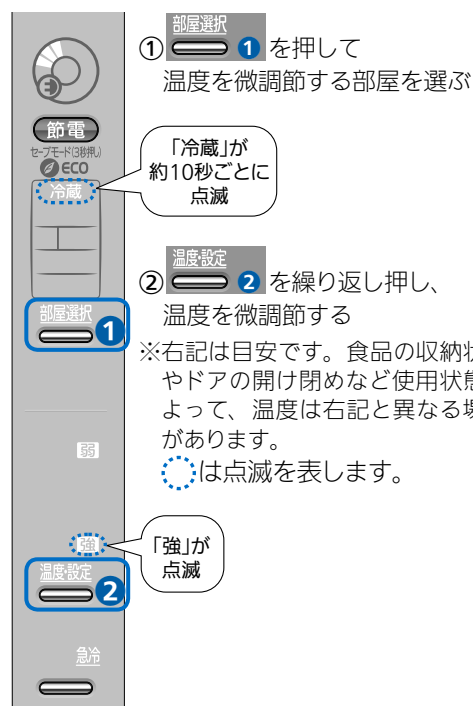 部屋選択
① 1 を押して
温度を微調節する部屋を選ぶ
節電
セーブモード(3秒押し)
ECO
冷蔵
「冷蔵」が
約10秒ごとに
点滅
温度・設定
② 2 を繰り返し押し、
温度を微調節する
部屋選択
1
※右記は目安です。食品の収納状
やドアの開け閉めなど使用状態
よって、温度は右記と異なる場
があります。
は点滅を表します。
弱
強
「強」が
点滅
温度・設定
2
急冷